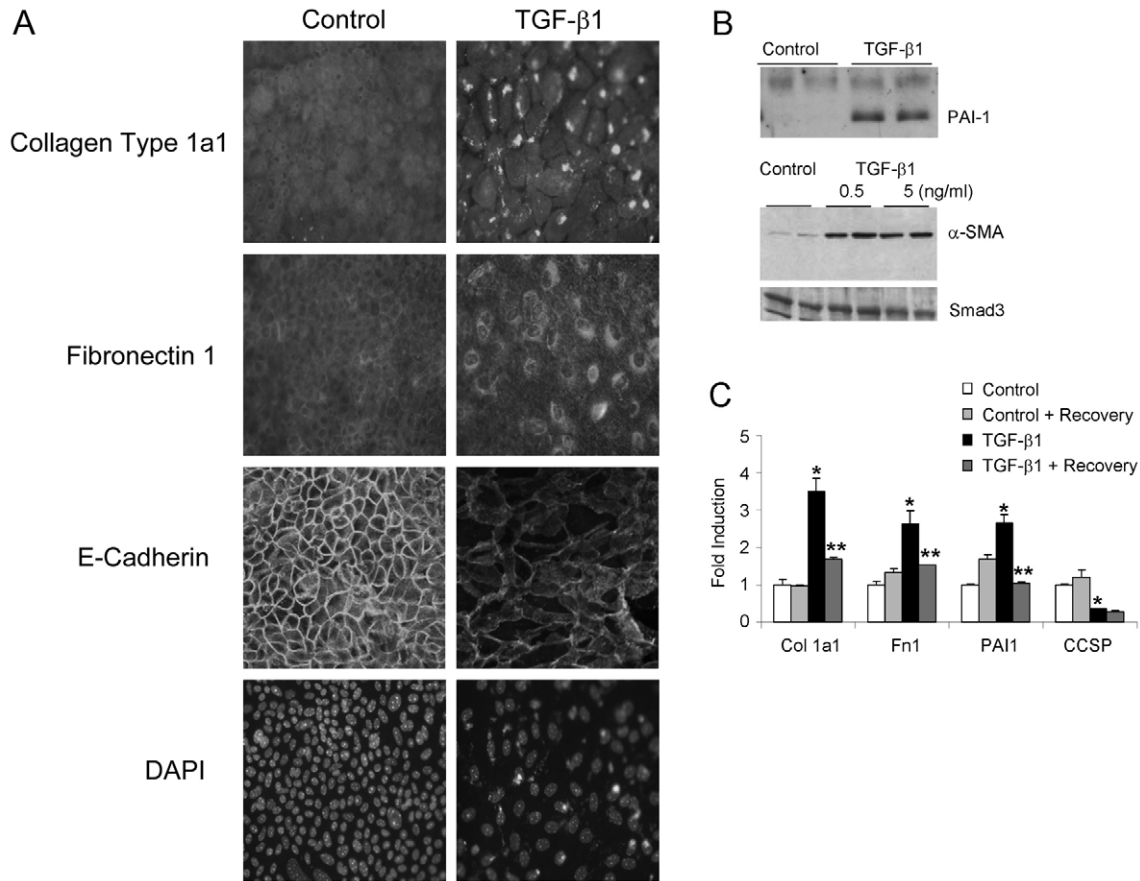 A
Control TGF-β1
Collagen Type 1a1
Fibronectin 1
E-Cadherin
DAPI
B
Control TGF-β1
PAI-1
Control TGF-β1
0.5 5 (ng/ml)
α-SMA
Smad3
C
Control
Control + Recovery
TGF-β1
TGF-β1 + Recovery
Fold Induction
5
4
3
2
1
0
* ** * ** * ** *
Col 1a1 Fn1 PAI1 CCSP